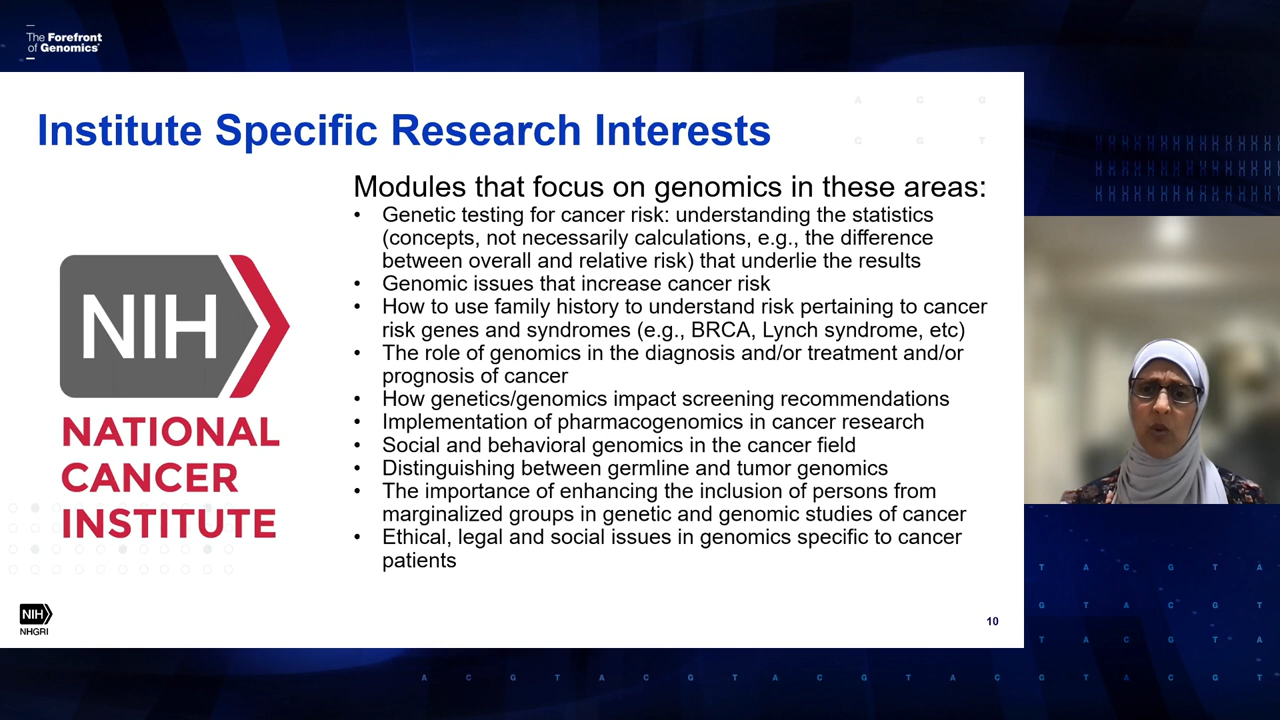 The Forefront
of Genomics
Institute Specific Research Interests
A C G
C G T
Modules that focus on genomics in these areas:
• Genetic testing for cancer risk: understanding the statistics
(concepts, not necessarily calculations, e.g., the difference
between overall and relative risk) that underlie the results
• Genomic issues that increase cancer risk
• How to use family history to understand risk pertaining to cancer
risk genes and syndromes (e.g., BRCA, Lynch syndrome, etc)
• The role of genomics in the diagnosis and/or treatment and/or
prognosis of cancer
• How genetics/genomics impact screening recommendations
• Implementation of pharmacogenomics in cancer research
• Social and behavioral genomics in the cancer field
• Distinguishing between germline and tumor genomics
• The importance of enhancing the inclusion of persons from
marginalized groups in genetic and genomic studies of cancer
• Ethical, legal and social issues in genomics specific to cancer
patients
NIH
NATIONAL
CANCER
INSTITUTE
NIH
NHGRI
10
T A C G T A
G T A C G T
A C G T T A
A C G T A C G T A C G T A C G T A C G T